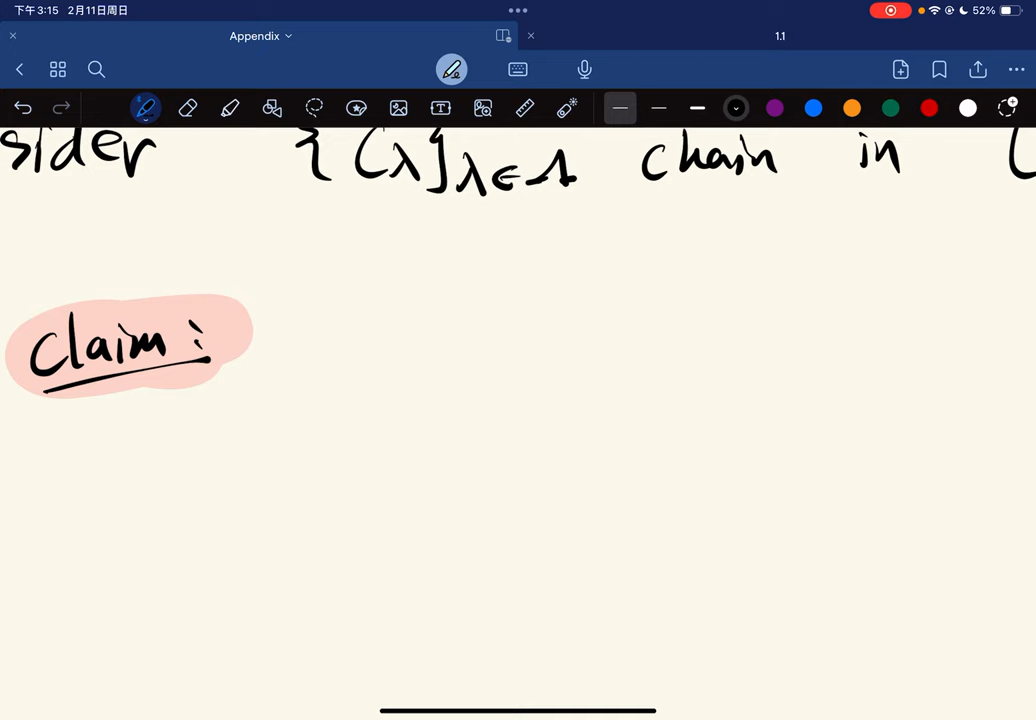 下午3:15 2月11日周日
52%
Appendix
1.1
sider {Cλ}λ∈Λ chain in
Claim :